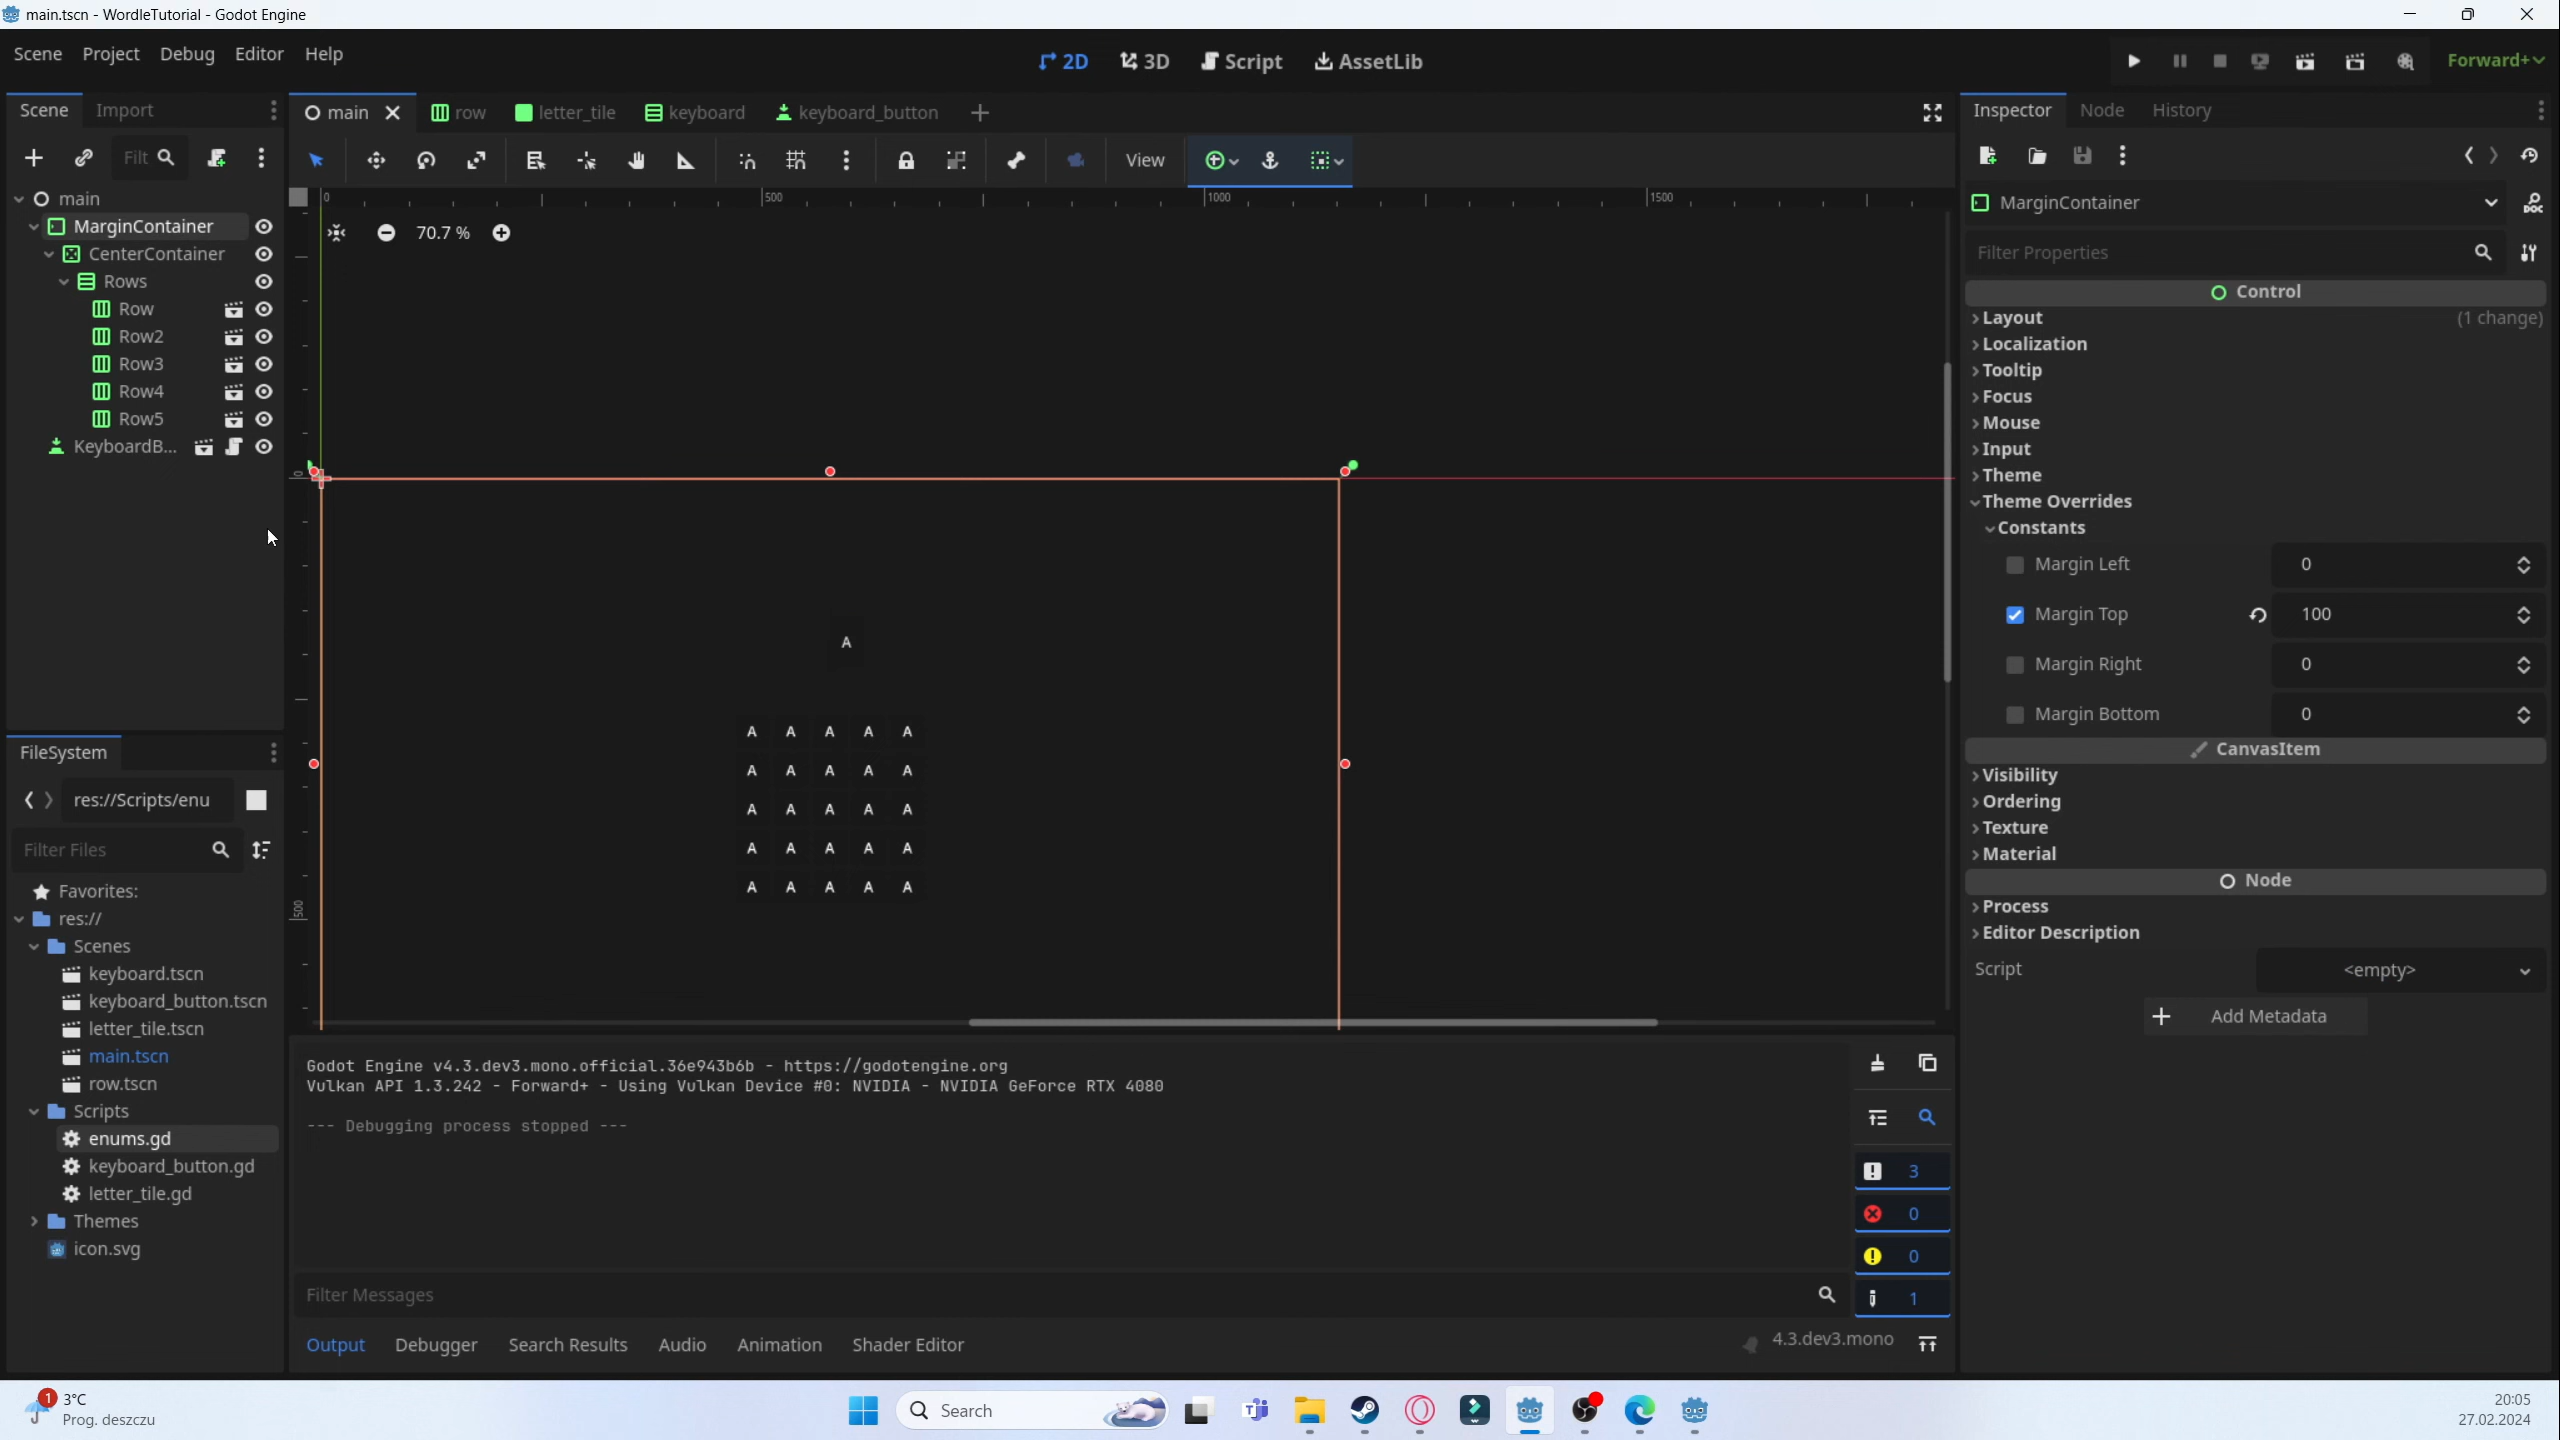 main.tscn - WordleTutorial - Godot Engine
Scene Project Debug Editor Help
2D 3D Script AssetLib
Forward+
Scene Import
main row letter_tile keyboard keyboard_button
Inspector Node History
Filt
View
main
MarginContainer
CenterContainer
Rows
Row
Row2
Row3
Row4
Row5
KeyboardB...
0 500 1000 1500
70.7 %
0
500
A
A A A A A
A A A A A
A A A A A
A A A A A
A A A A A
MarginContainer
Filter Properties
Control
Layout (1 change)
Localization
Tooltip
Focus
Mouse
Input
Theme
Theme Overrides
Constants
Margin Left 0
Margin Top 100
Margin Right 0
Margin Bottom 0
CanvasItem
Visibility
Ordering
Texture
Material
Node
Process
Editor Description
Script <empty>
Add Metadata
FileSystem
res://Scripts/enu
Filter Files
Favorites:
res://
Scenes
keyboard.tscn
keyboard_button.tscn
letter_tile.tscn
main.tscn
row.tscn
Scripts
enums.gd
keyboard_button.gd
letter_tile.gd
Themes
icon.svg
Godot Engine v4.3.dev3.mono.official.36e943b6b - https://godotengine.org
Vulkan API 1.3.242 - Forward+ - Using Vulkan Device #0: NVIDIA - NVIDIA GeForce RTX 4080
--- Debugging process stopped ---
3
0
0
1
Filter Messages
Output Debugger Search Results Audio Animation Shader Editor
4.3.dev3.mono
1
3°C
Prog. deszczu
Search
20:05
27.02.2024